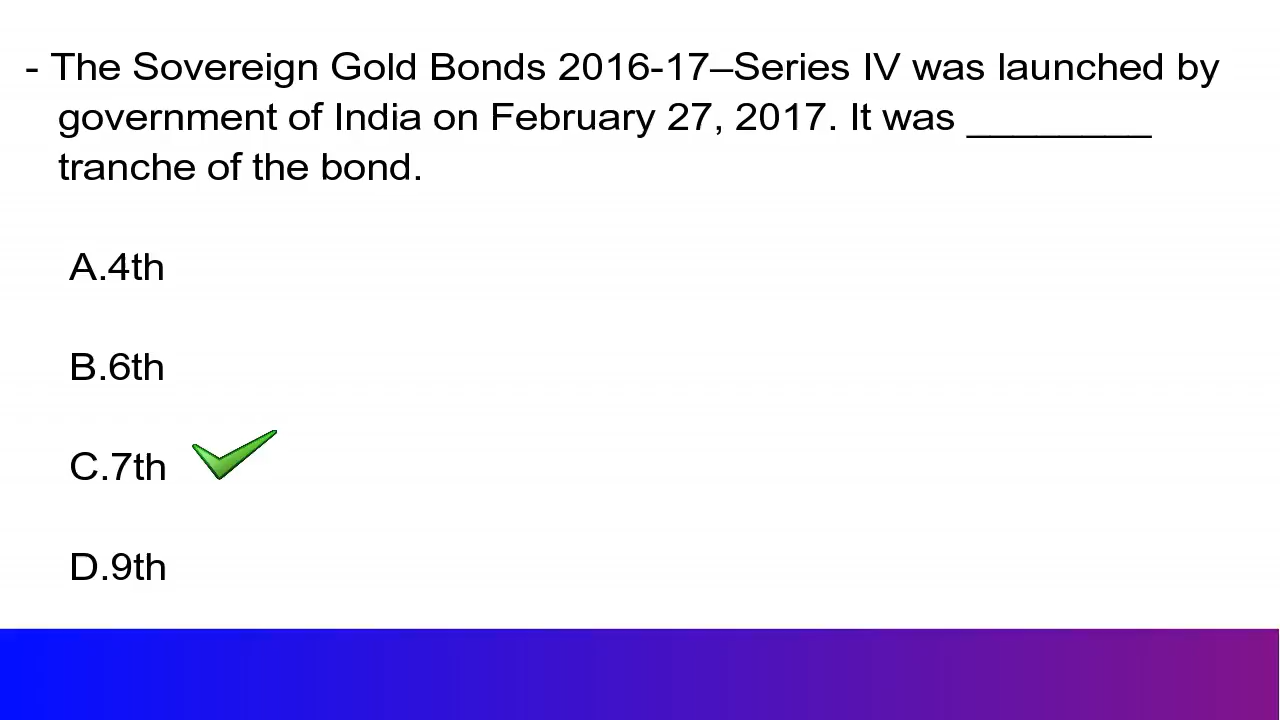 - The Sovereign Gold Bonds 2016-17–Series IV was launched by
government of India on February 27, 2017. It was ________
tranche of the bond.
A.4th
B.6th
C.7th
D.9th